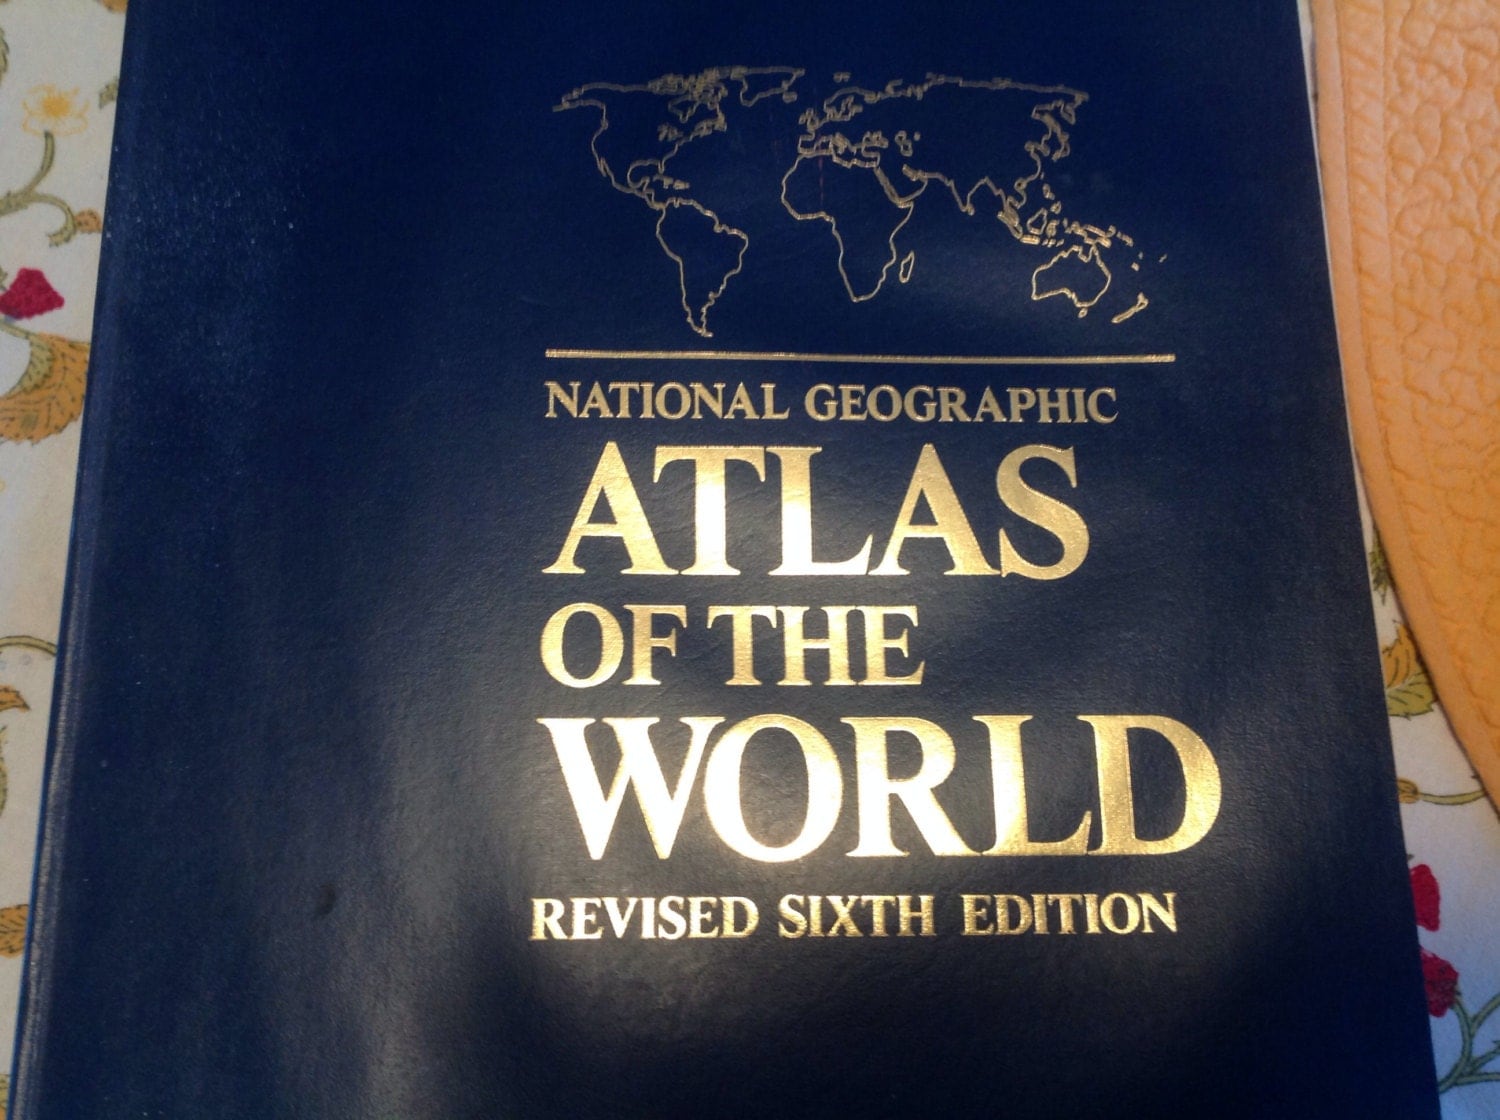 NATIONAL GEOGRAPHIC
ATLAS
OF THE
WORLD
REVISED SIXTH EDITION